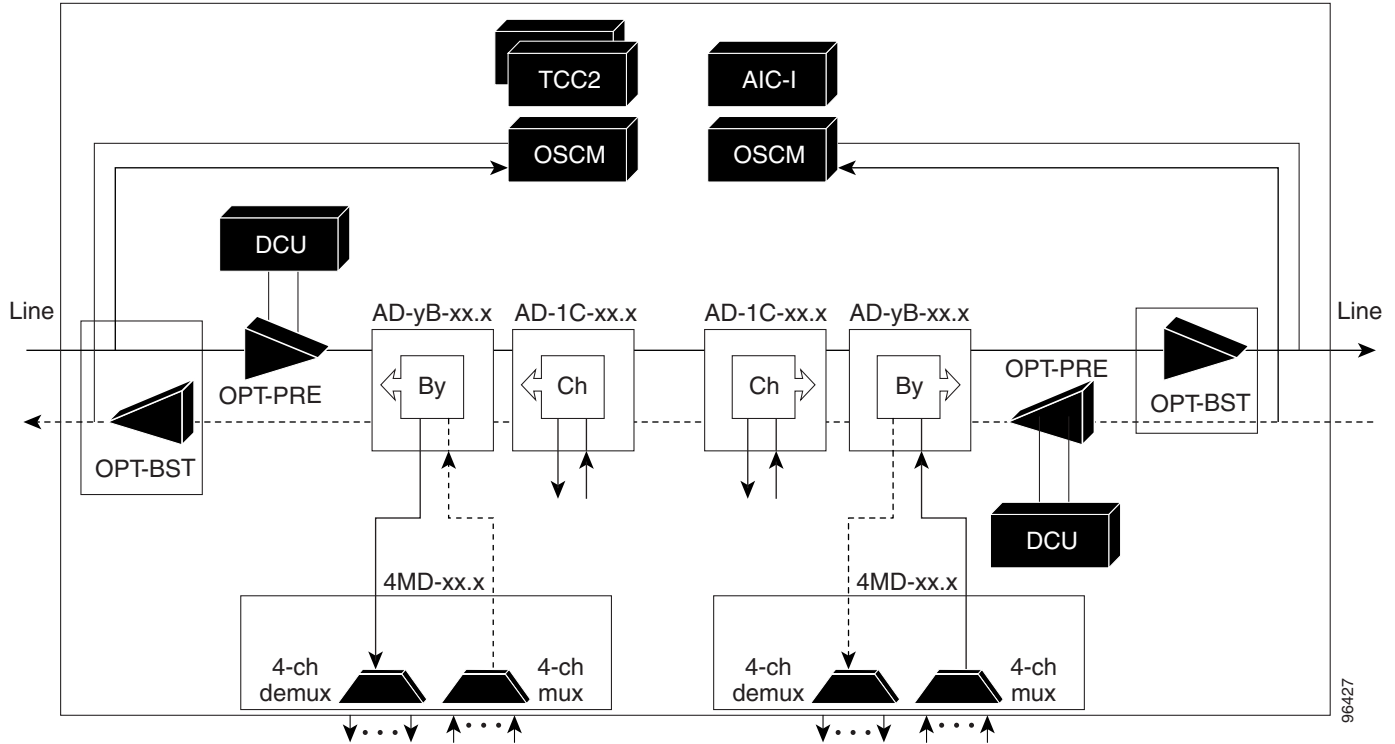 TCC2
AIC-I
OSCM
OSCM
DCU
Line
AD-yB-xx.x
AD-1C-xx.x
AD-1C-xx.x
AD-yB-xx.x
Line
OPT-PRE
By
Ch
Ch
By
OPT-PRE
OPT-BST
OPT-BST
DCU
4MD-xx.x
4MD-xx.x
4-ch
demux
4-ch
mux
4-ch
demux
4-ch
mux
96427